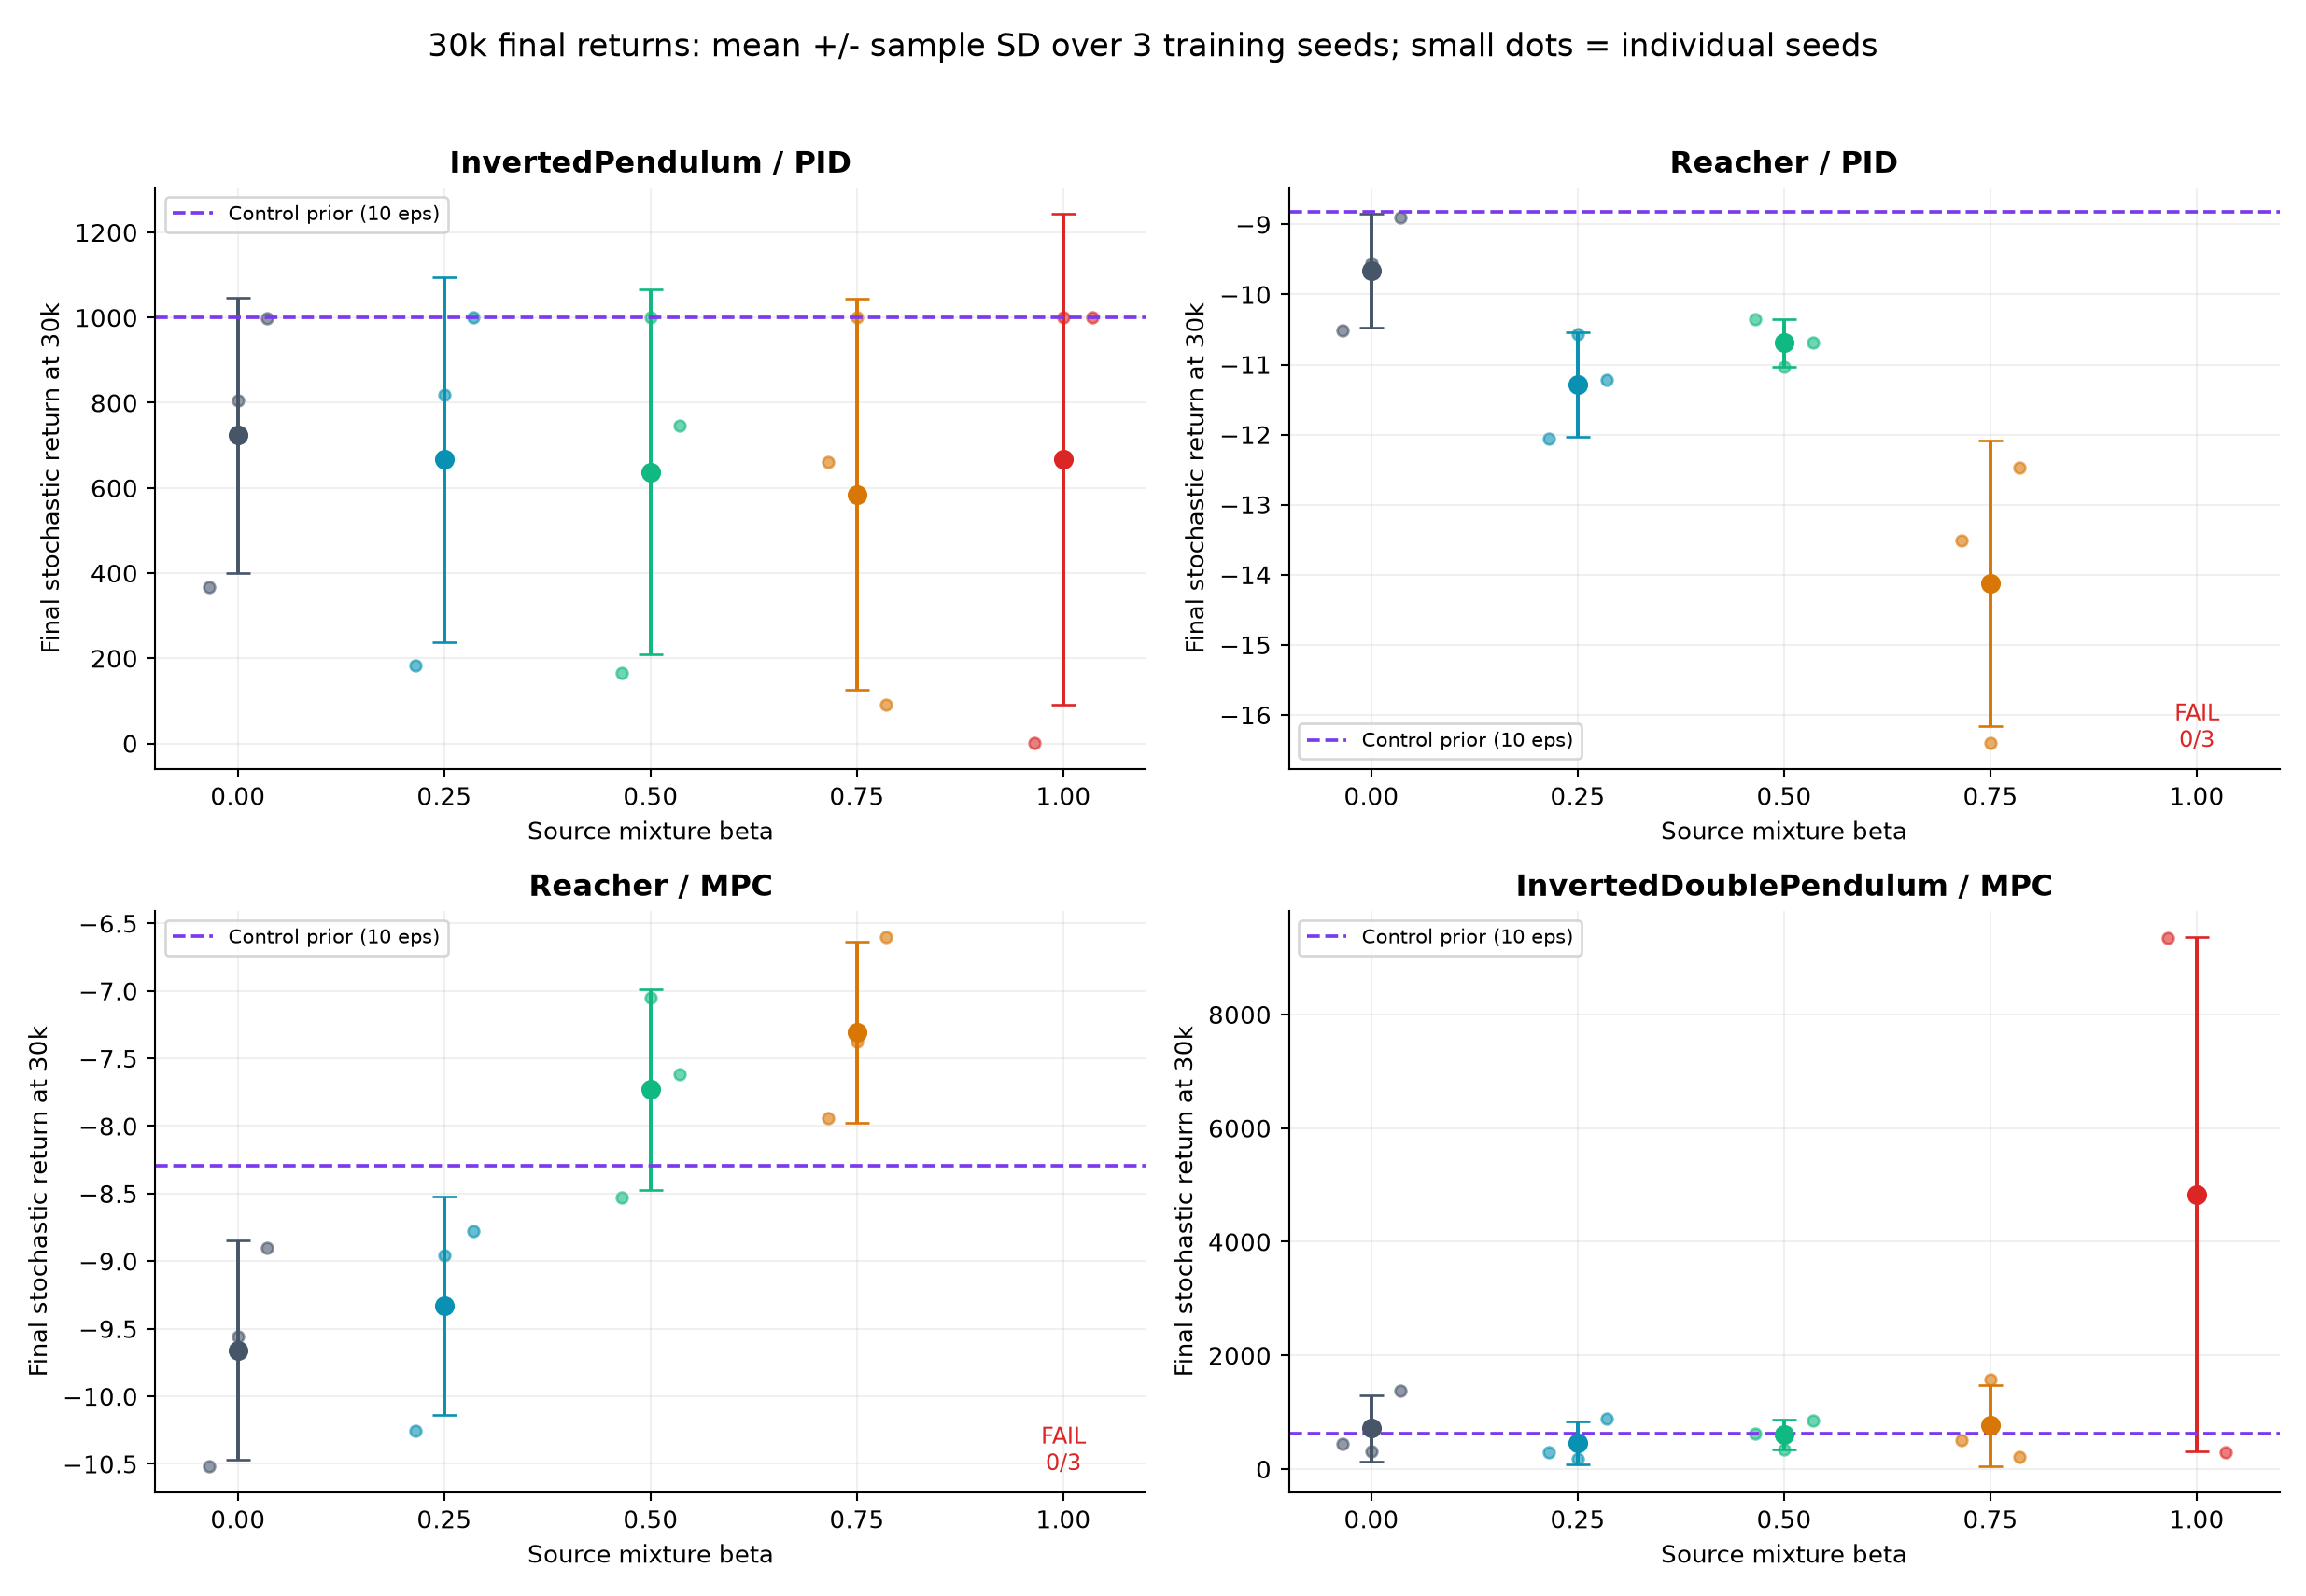 30k final returns: mean +/- sample SD over 3 training seeds; small dots = individual seeds
InvertedPendulum / PID
Control prior (10 eps)
1200
1000
800
600
400
200
0
Final stochastic return at 30k
0.00 0.25 0.50 0.75 1.00
Source mixture beta
Reacher / PID
−9
−10
−11
−12
−13
−14
−15
−16
Final stochastic return at 30k
FAIL
0/3
Control prior (10 eps)
0.00 0.25 0.50 0.75 1.00
Source mixture beta
Reacher / MPC
Control prior (10 eps)
−6.5
−7.0
−7.5
−8.0
−8.5
−9.0
−9.5
−10.0
−10.5
Final stochastic return at 30k
FAIL
0/3
0.00 0.25 0.50 0.75 1.00
Source mixture beta
InvertedDoublePendulum / MPC
Control prior (10 eps)
8000
6000
4000
2000
0
Final stochastic return at 30k
0.00 0.25 0.50 0.75 1.00
Source mixture beta